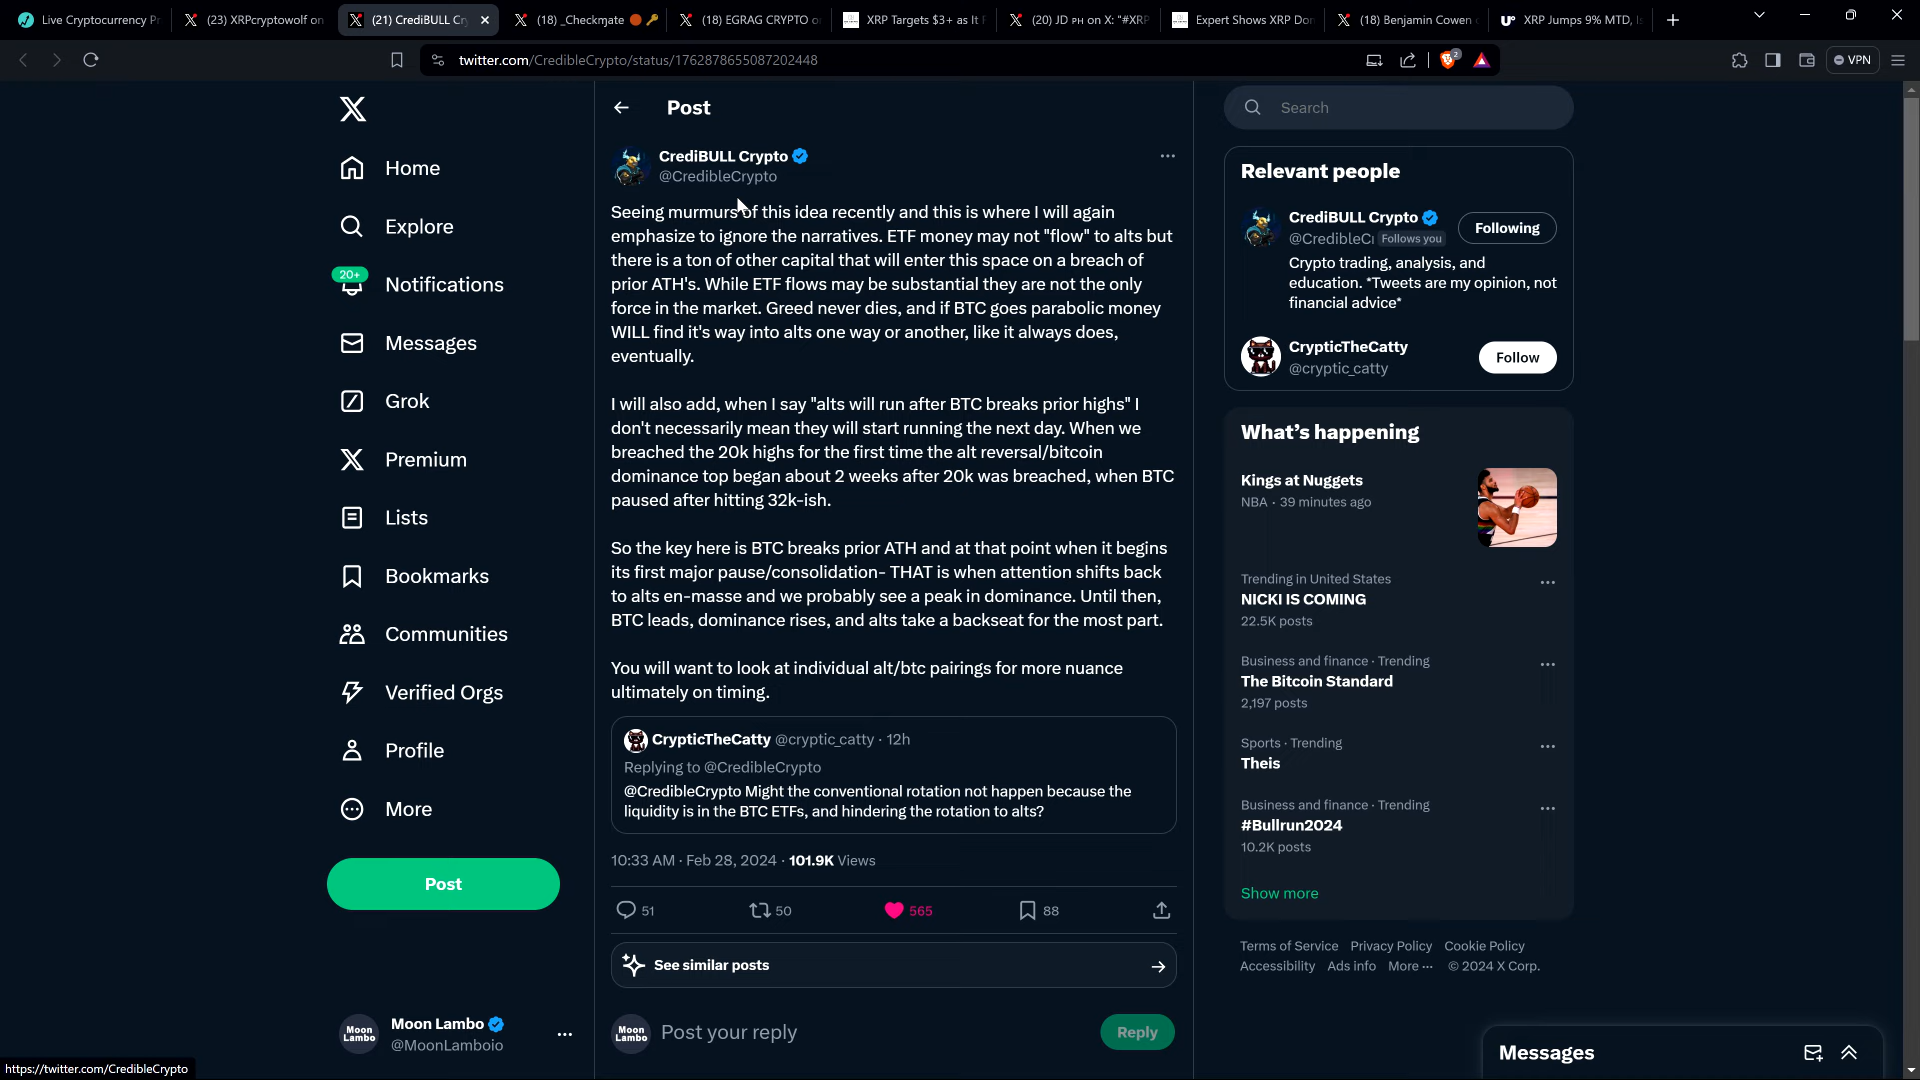 Live Cryptocurrency Pr
(23) XRPcryptowolf on
(21) CrediBULL Cr
(18) _Checkmate
(18) EGRAG CRYPTO on
XRP Targets $3+ as It F
(20) JD PH on X: "#XRP
Expert Shows XRP Don
(18) Benjamin Cowen
XRP Jumps 9% MTD, Is
twitter.com/CredibleCrypto/status/1762878655087202448
2
VPN
Post
Search
Home
Explore
20+
Notifications
Messages
Grok
Premium
Lists
Bookmarks
Communities
Verified Orgs
Profile
More
Post
Moon Lambo
Moon Lambo
@MoonLamboio
https://twitter.com/CredibleCrypto
CrediBULL Crypto
@CredibleCrypto
Seeing murmurs of this idea recently and this is where I will again
emphasize to ignore the narratives. ETF money may not "flow" to alts but
there is a ton of other capital that will enter this space on a breach of
prior ATH's. While ETF flows may be substantial they are not the only
force in the market. Greed never dies, and if BTC goes parabolic money
WILL find it's way into alts one way or another, like it always does,
eventually.
I will also add, when I say "alts will run after BTC breaks prior highs" I
don't necessarily mean they will start running the next day. When we
breached the 20k highs for the first time the alt reversal/bitcoin
dominance top began about 2 weeks after 20k was breached, when BTC
paused after hitting 32k-ish.
So the key here is BTC breaks prior ATH and at that point when it begins
its first major pause/consolidation- THAT is when attention shifts back
to alts en-masse and we probably see a peak in dominance. Until then,
BTC leads, dominance rises, and alts take a backseat for the most part.
You will want to look at individual alt/btc pairings for more nuance
ultimately on timing.
CrypticTheCatty @cryptic_catty · 12h
Replying to @CredibleCrypto
@CredibleCrypto Might the conventional rotation not happen because the
liquidity is in the BTC ETFs, and hindering the rotation to alts?
10:33 AM · Feb 28, 2024 · 101.9K Views
51 50 565 88
See similar posts
Moon Lambo
Post your reply
Reply
Relevant people
CrediBULL Crypto
@CredibleCr Follows you
Following
Crypto trading, analysis, and
education. *Tweets are my opinion, not
financial advice*
CrypticTheCatty
@cryptic_catty
Follow
What's happening
Kings at Nuggets
NBA · 39 minutes ago
Trending in United States
NICKI IS COMING
22.5K posts
Business and finance · Trending
The Bitcoin Standard
2,197 posts
Sports · Trending
Theis
Business and finance · Trending
#Bullrun2024
10.2K posts
Show more
Terms of Service Privacy Policy Cookie Policy
Accessibility Ads info More ··· © 2024 X Corp.
Messages